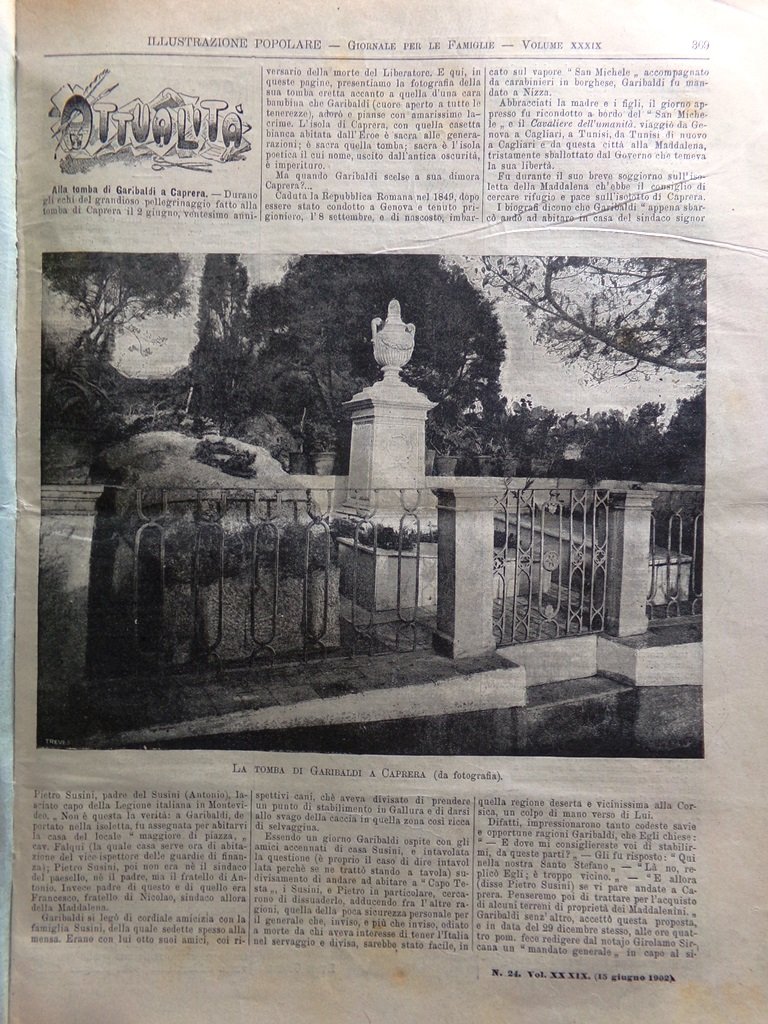 ILLUSTRAZIONE POPOLARE — GIORNALE PER LE FAMIGLIE — VOLUME XXXIX 369
ATTUALITÀ
Alla tomba di Garibaldi a Caprera. — Durano
gli echi del grandioso pellegrinaggio fatto alla
tomba di Caprera il 2 giugno, ventesimo anni-
versario della morte del Liberatore. E qui, in
queste pagine, presentiamo la fotografia della
sua tomba eretta accanto a quella d'una cara
bambina che Garibaldi (cuore aperto a tutte le
tenerezze), adorò e pianse con amarissime la-
crime. L'isola di Caprera, con quella casetta
bianca abitata dall'Eroe è sacra alle genera-
zioni; è sacra quella tomba; sacra è l'isola
poetica il cui nome, uscito dall'antica oscurità,
è imperituro.
Ma quando Garibaldi scelse a sua dimora
Caprera?...
Caduta la Repubblica Romana nel 1849, dopo
essere stato condotto a Genova e tenuto pri-
gioniero, l'8 settembre, e di nascosto, imbar-
cato sul vapore " San Michele „ accompagnato
da carabinieri in borghese, Garibaldi fu man-
dato a Nizza.
Abbracciati la madre e i figli, il giorno ap-
presso fu ricondotto a bordo del " San Miche-
le „ e il Cavaliere dell'umanità, viaggiò da Ge-
nova a Cagliari, a Tunisi, da Tunisi di nuovo
a Cagliari e da questa città alla Maddalena,
tristamente sballottato dal Governo che temeva
la sua libertà.
Fu durante il suo breve soggiorno sull'iso-
letta della Maddalena ch'ebbe il consiglio di
cercare rifugio e pace sull'isolotto di Caprera.
I biografi dicono che Garibaldi " appena sbar-
cò andò ad abitare in casa del sindaco signor
TREVES
LA TOMBA DI GARIBALDI A CAPRERA (da fotografia).
Pietro Susini, padre del Susini (Antonio), la-
sciato capo della Legione italiana in Montevi-
deo. „ Non è questa la verità: a Garibaldi, de
portato nella isoletta, fu assegnata per abitarvi
la casa del locale " maggiore di piazza, „
cav. Falqui (la quale casa serve ora di abita-
zione del vice-ispettore delle guardie di finan-
za); Pietro Susini, poi non era nè il sindaco
del paesello, nè il padre, ma il fratello di An-
tonio. Invece padre di questo e di quello era
Francesco, fratello di Nicolao, sindaco allora
della Maddalena.
Garibaldi si legò di cordiale amicizia con la
famiglia Susini, della quale sedette spesso alla
mensa. Erano con lui otto suoi amici, coi ri-
spettivi cani, chè aveva divisato di prendere
un punto di stabilimento in Gallura e di darsi
allo svago della caccia in quella zona così ricca
di selvaggina.
Essendo un giorno Garibaldi ospite con gli
amici accennati di casa Susini, e intavolata
la questione (è proprio il caso di dire intavol
lata perchè se ne trattò stando a tavola) su-
divisamento di andare ad abitare a " Capo Te-
sta „, i Susini, e Pietro in particolare, cerca-
rono di dissuaderlo, adducendo fra l'altre ra-
gioni, quella della poca sicurezza personale per
il generale che, inviso, e più che inviso, odiato
a morte da chi aveva interesse di tener l'Italia
nel servaggio e divisa, sarebbe stato facile, in
quella regione deserta e vicinissima alla Cor-
sica, un colpo di mano verso di Lui.
Difatti, impressionarono tanto codeste savie
e opportune ragioni Garibaldi, che Egli chiese:
" — E dove mi consigliereste voi di stabilir-
mi, da queste parti? „ — Gli fu risposto: " Qui
nella nostra Santo Stefano „ — " Là no, re-
plicò Egli; è troppo vicino. „ — " E allora
(disse Pietro Susini) se vi pare andate a Ca-
prera. Penseremo poi di trattare per l'acquisto
di alcuni terreni di proprietà dei Maddalenini. „
Garibaldi senz'altro, accettò questa proposta,
e in data del 29 dicembre stesso, alle ore quat-
tro pom. fece redigere dal notajo Girolamo Sir-
cana un " mandato generale „ in capo al si-
N. 24. Vol. XXXIX. (15 giugno 1902)